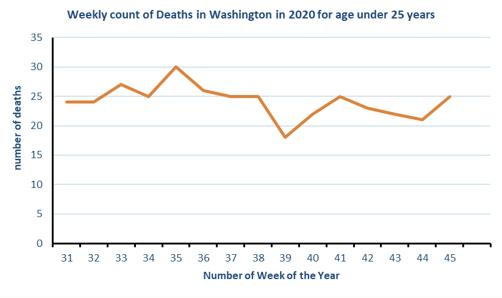 Weekly count of Deaths in Washington in 2020 for age under 25 years
number of deaths
35
30
25
20
15
10
5
0
31 32 33 34 35 36 37 38 39 40 41 42 43 44 45
Number of Week of the Year